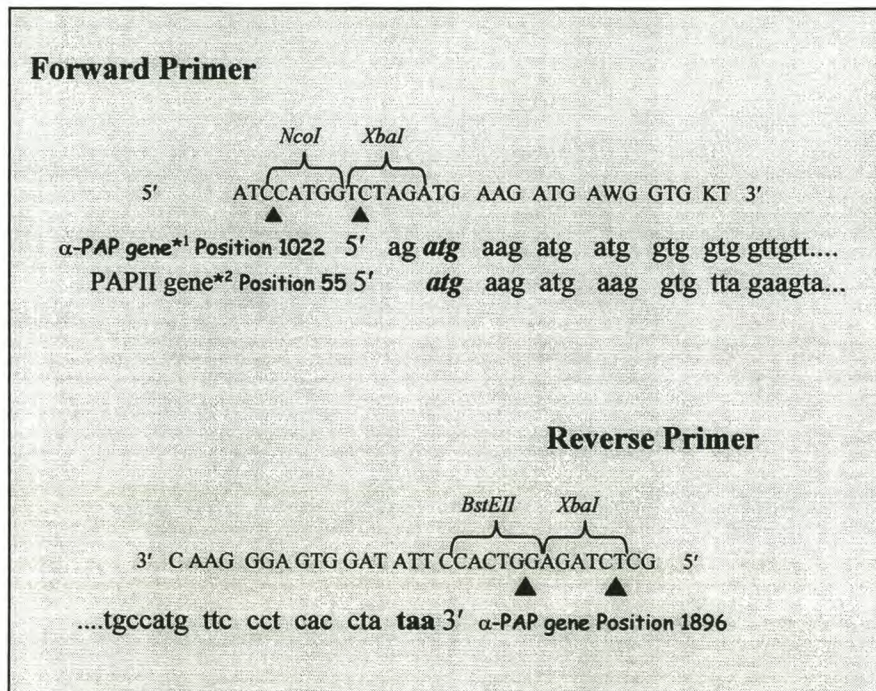 Forward Primer
NcoI XbaI
5′ ATCCATGGTCTAGATG AAG ATG AWG GTG KT 3′
α-PAP gene*1 Position 1022 5′ ag atg aag atg atg gtg gtg gttgtt....
PAPII gene*2 Position 55 5′ atg aag atg aag gtg tta gaagta...
Reverse Primer
BstEII XbaI
3′ C AAG GGA GTG GAT ATT CCACTGGAGATCTCG 5′
....tgccatg ttc cct cac cta taa 3′ α-PAP gene Position 1896